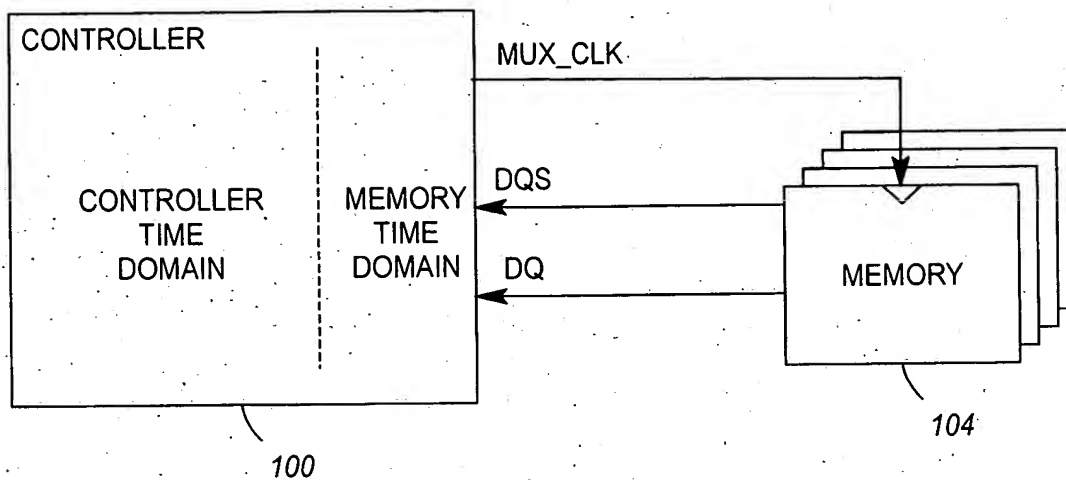 CONTROLLER
MUX_CLK
CONTROLLER
TIME
DOMAIN
MEMORY
TIME
DOMAIN
DQS
DQ
MEMORY
100
104